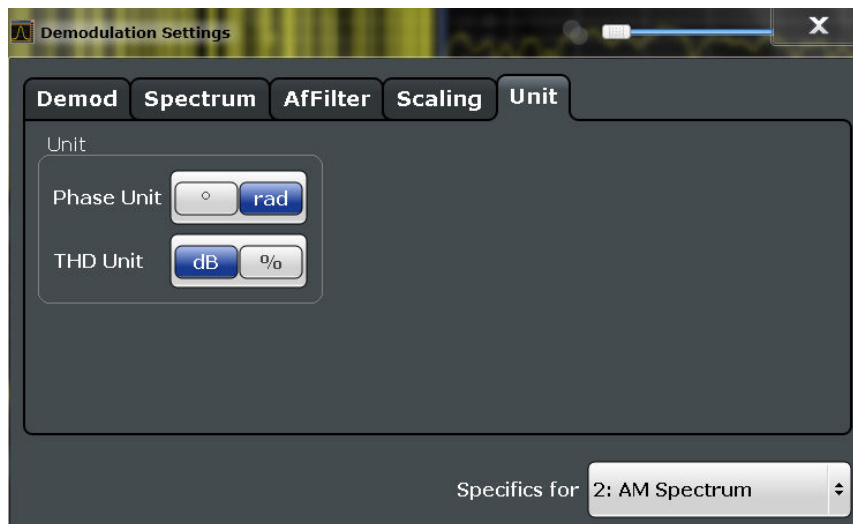 Demodulation Settings
X
Demod Spectrum AfFilter Scaling Unit
Unit
Phase Unit ° rad
THD Unit dB %
Specifics for 2: AM Spectrum